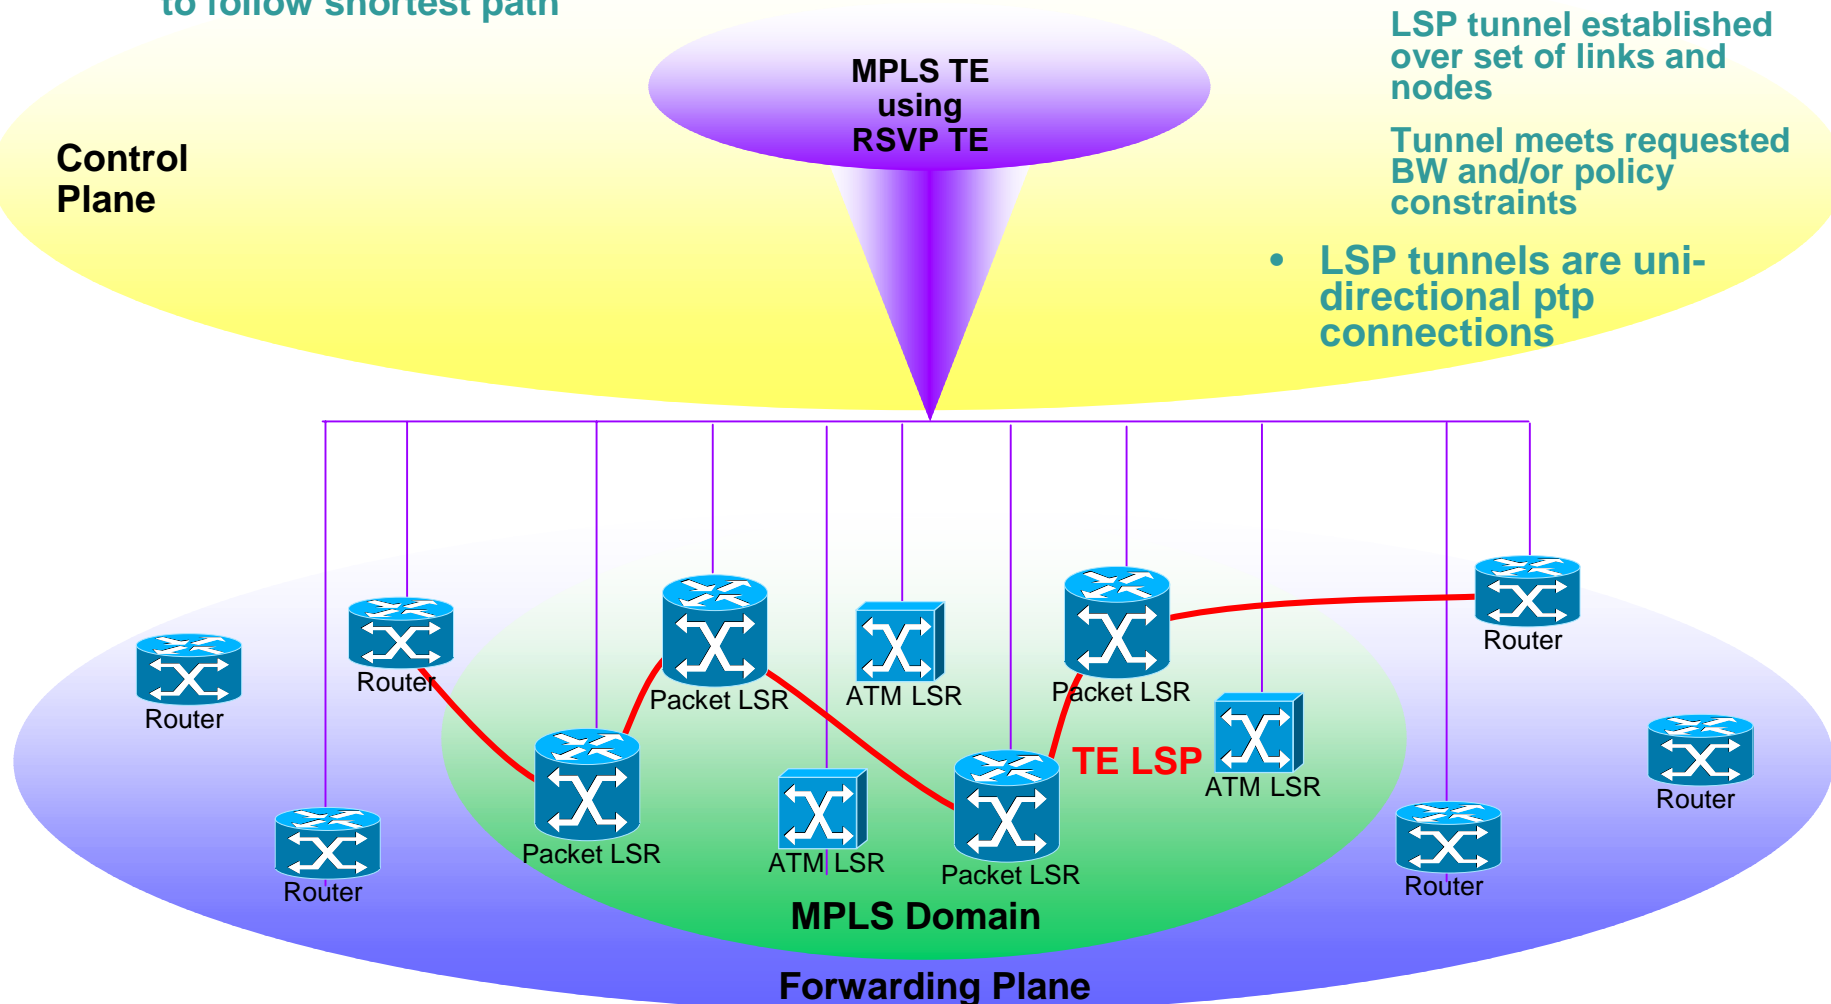 to follow shortest path
LSP tunnel established
over set of links and
nodes
MPLS TE
using
RSVP TE
Tunnel meets requested
BW and/or policy
constraints
Control
Plane
• LSP tunnels are uni-
directional ptp
connections
Router
Router
Router
Packet LSR
ATM LSR
Packet LSR
Router
TE LSP
ATM LSR
Router
Packet LSR
ATM LSR
Packet LSR
Router
Router
MPLS Domain
Forwarding Plane